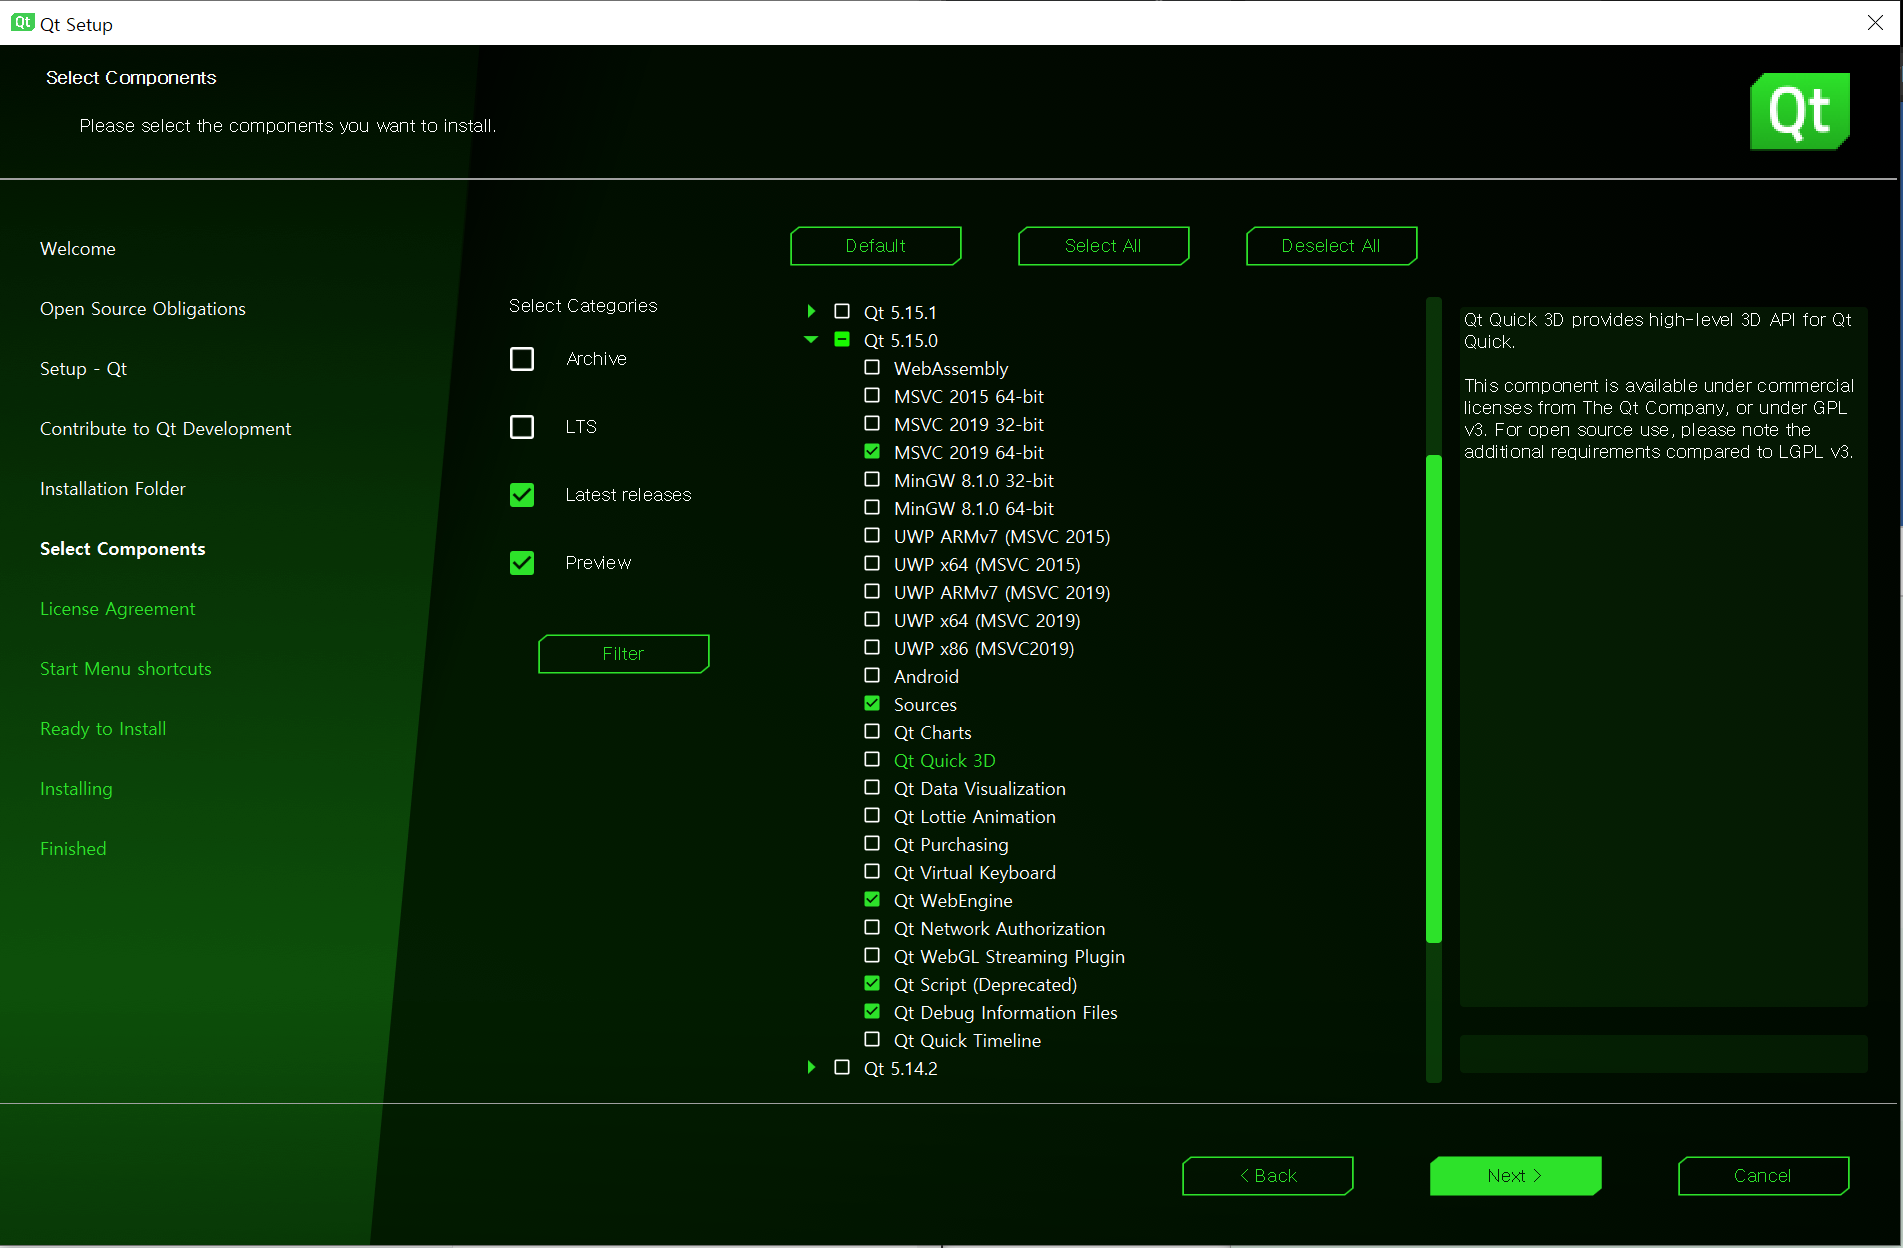 Qt Qt Setup
Select Components
Please select the components you want to install.
Qt
Welcome
Open Source Obligations
Setup - Qt
Contribute to Qt Development
Installation Folder
Select Components
License Agreement
Start Menu shortcuts
Ready to Install
Installing
Finished
Select Categories
Archive
LTS
Latest releases
Preview
Filter
Default
Select All
Deselect All
Qt 5.15.1
Qt 5.15.0
WebAssembly
MSVC 2015 64-bit
MSVC 2019 32-bit
MSVC 2019 64-bit
MinGW 8.1.0 32-bit
MinGW 8.1.0 64-bit
UWP ARMv7 (MSVC 2015)
UWP x64 (MSVC 2015)
UWP ARMv7 (MSVC 2019)
UWP x64 (MSVC 2019)
UWP x86 (MSVC2019)
Android
Sources
Qt Charts
Qt Quick 3D
Qt Data Visualization
Qt Lottie Animation
Qt Purchasing
Qt Virtual Keyboard
Qt WebEngine
Qt Network Authorization
Qt WebGL Streaming Plugin
Qt Script (Deprecated)
Qt Debug Information Files
Qt Quick Timeline
Qt 5.14.2
Qt Quick 3D provides high-level 3D API for Qt
Quick.
This component is available under commercial
licenses from The Qt Company, or under GPL
v3. For open source use, please note the
additional requirements compared to LGPL v3.
< Back
Next >
Cancel